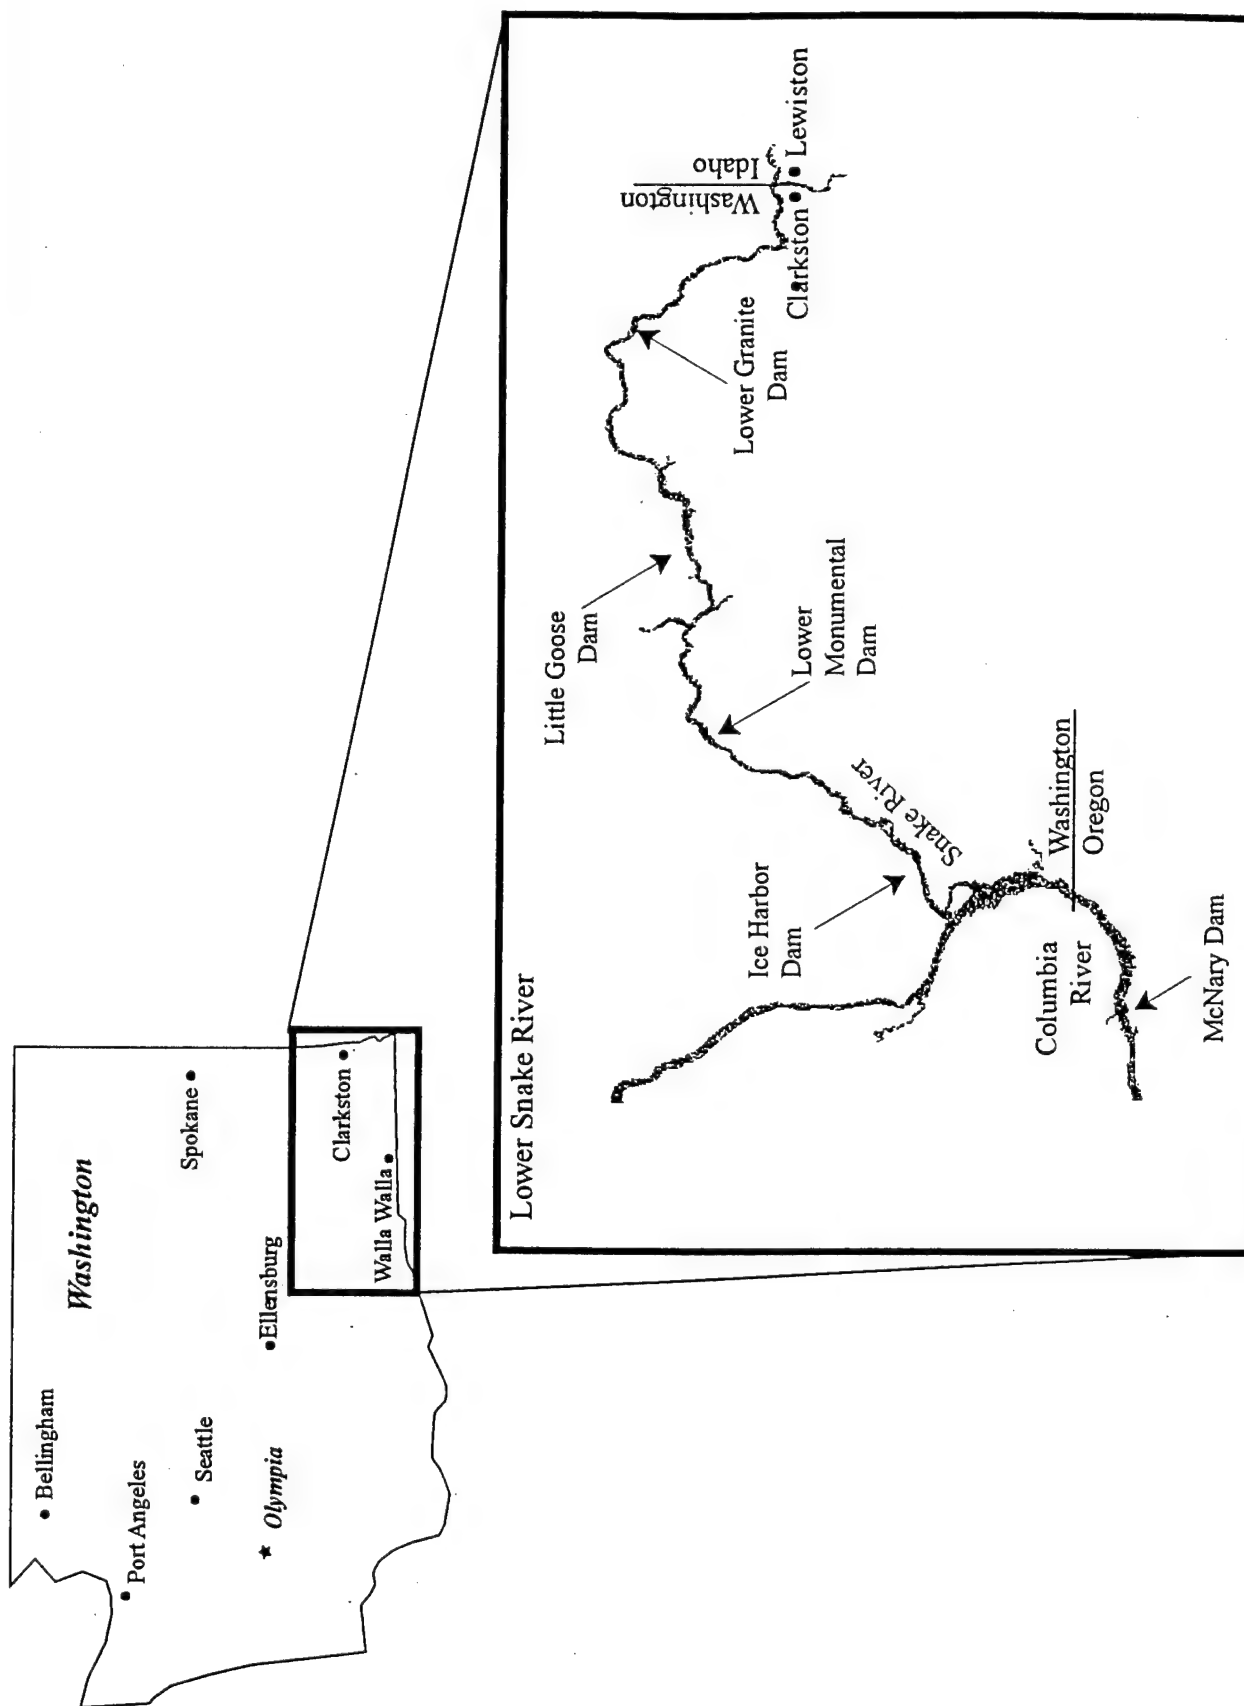 Bellingham
Washington
Port Angeles
Seattle
Spokane
Olympia
Ellensburg
Clarkston
Walla Walla
Lower Snake River
Little Goose
Dam
Washington
Idaho
Lower Granite
Dam
Clarkston
Lewiston
Ice Harbor
Dam
Lower
Monumental
Dam
Snake River
Columbia
River
Washington
Oregon
McNary Dam